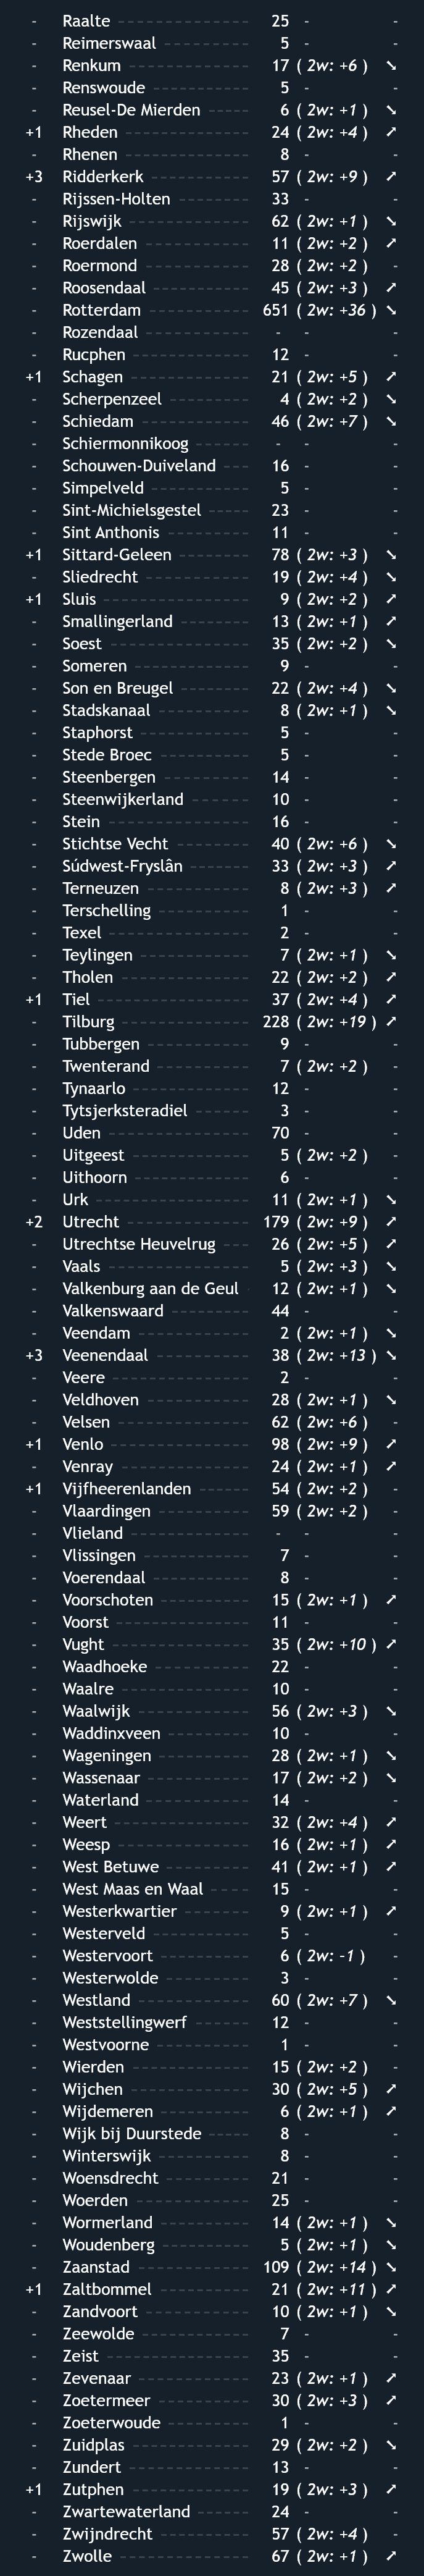 - Raalte 25 - -
- Reimerswaal 5 - -
- Renkum 17 ( 2w: +6 ) ➘
- Renswoude 5 - -
- Reusel-De Mierden 6 ( 2w: +1 ) ➘
+1 Rheden 24 ( 2w: +4 ) ➚
- Rhenen 8 - -
+3 Ridderkerk 57 ( 2w: +9 ) ➚
- Rijssen-Holten 33 - -
- Rijswijk 62 ( 2w: +1 ) ➘
- Roerdalen 11 ( 2w: +2 ) ➚
- Roermond 28 ( 2w: +2 ) -
- Roosendaal 45 ( 2w: +3 ) ➚
- Rotterdam 651 ( 2w: +36 ) ➘
- Rozendaal - - -
- Rucphen 12 - -
+1 Schagen 21 ( 2w: +5 ) ➚
- Scherpenzeel 4 ( 2w: +2 ) ➘
- Schiedam 46 ( 2w: +7 ) ➘
- Schiermonnikoog - - -
- Schouwen-Duiveland 16 - -
- Simpelveld 5 - -
- Sint-Michielsgestel 23 - -
- Sint Anthonis 11 - -
+1 Sittard-Geleen 78 ( 2w: +3 ) ➘
- Sliedrecht 19 ( 2w: +4 ) ➘
+1 Sluis 9 ( 2w: +2 ) ➚
- Smallingerland 13 ( 2w: +1 ) ➚
- Soest 35 ( 2w: +2 ) ➘
- Someren 9 - -
- Son en Breugel 22 ( 2w: +4 ) ➘
- Stadskanaal 8 ( 2w: +1 ) ➘
- Staphorst 5 - -
- Stede Broec 5 - -
- Steenbergen 14 - -
- Steenwijkerland 10 - -
- Stein 16 - -
- Stichtse Vecht 40 ( 2w: +6 ) ➘
- Súdwest-Fryslân 33 ( 2w: +3 ) ➚
- Terneuzen 8 ( 2w: +3 ) ➚
- Terschelling 1 - -
- Texel 2 - -
- Teylingen 7 ( 2w: +1 ) ➘
- Tholen 22 ( 2w: +2 ) ➚
+1 Tiel 37 ( 2w: +4 ) ➚
- Tilburg 228 ( 2w: +19 ) ➚
- Tubbergen 9 - -
- Twenterand 7 ( 2w: +2 ) -
- Tynaarlo 12 - -
- Tytsjerksteradiel 3 - -
- Uden 70 - -
- Uitgeest 5 ( 2w: +2 ) -
- Uithoorn 6 - -
- Urk 11 ( 2w: +1 ) ➘
+2 Utrecht 179 ( 2w: +9 ) ➚
- Utrechtse Heuvelrug 26 ( 2w: +5 ) ➚
- Vaals 5 ( 2w: +3 ) ➘
- Valkenburg aan de Geul 12 ( 2w: +1 ) ➘
- Valkenswaard 44 - -
- Veendam 2 ( 2w: +1 ) ➘
+3 Veenendaal 38 ( 2w: +13 ) ➘
- Veere 2 - -
- Veldhoven 28 ( 2w: +1 ) ➘
- Velsen 62 ( 2w: +6 ) -
+1 Venlo 98 ( 2w: +9 ) ➚
- Venray 24 ( 2w: +1 ) ➚
+1 Vijfheerenlanden 54 ( 2w: +2 ) -
- Vlaardingen 59 ( 2w: +2 ) -
- Vlieland - - -
- Vlissingen 7 - -
- Voerendaal 8 - -
- Voorschoten 15 ( 2w: +1 ) ➚
- Voorst 11 - -
- Vught 35 ( 2w: +10 ) ➚
- Waadhoeke 22 - -
- Waalre 10 - -
- Waalwijk 56 ( 2w: +3 ) ➘
- Waddinxveen 10 - -
- Wageningen 28 ( 2w: +1 ) ➘
- Wassenaar 17 ( 2w: +2 ) ➘
- Waterland 14 - -
- Weert 32 ( 2w: +4 ) ➚
- Weesp 16 ( 2w: +1 ) ➚
- West Betuwe 41 ( 2w: +1 ) ➚
- West Maas en Waal 15 - -
- Westerkwartier 9 ( 2w: +1 ) ➚
- Westerveld 5 - -
- Westervoort 6 ( 2w: -1 ) -
- Westerwolde 3 - -
- Westland 60 ( 2w: +7 ) ➘
- Weststellingwerf 12 - -
- Westvoorne 1 - -
- Wierden 15 ( 2w: +2 ) -
- Wijchen 30 ( 2w: +5 ) ➚
- Wijdemeren 6 ( 2w: +1 ) ➚
- Wijk bij Duurstede 8 - -
- Winterswijk 8 - -
- Woensdrecht 21 - -
- Woerden 25 - -
- Wormerland 14 ( 2w: +1 ) ➘
- Woudenberg 5 ( 2w: +1 ) ➘
- Zaanstad 109 ( 2w: +14 ) ➘
+1 Zaltbommel 21 ( 2w: +11 ) ➚
- Zandvoort 10 ( 2w: +1 ) ➘
- Zeewolde 7 - -
- Zeist 35 - -
- Zevenaar 23 ( 2w: +1 ) ➚
- Zoetermeer 30 ( 2w: +3 ) ➚
- Zoeterwoude 1 - -
- Zuidplas 29 ( 2w: +2 ) ➘
- Zundert 13 - -
+1 Zutphen 19 ( 2w: +3 ) ➚
- Zwartewaterland 24 - -
- Zwijndrecht 57 ( 2w: +4 ) -
- Zwolle 67 ( 2w: +1 ) ➚